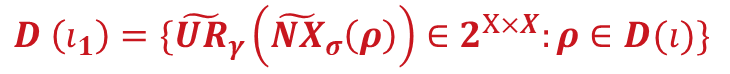 D (ι₁) = {ŨR̃_γ (ÑX̃_σ(ρ)) ∈ 2^{X×X}: ρ ∈ D(ι)}